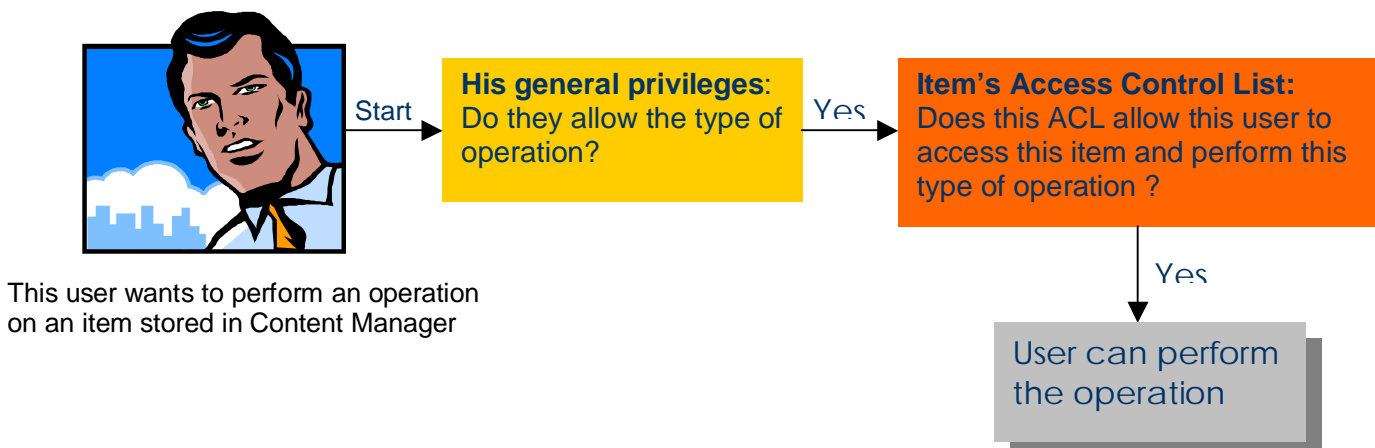 Start
His general privileges:
Do they allow the type of
operation?
Yes
Item's Access Control List:
Does this ACL allow this user to
access this item and perform this
type of operation ?
Yes
This user wants to perform an operation
on an item stored in Content Manager
User can perform
the operation